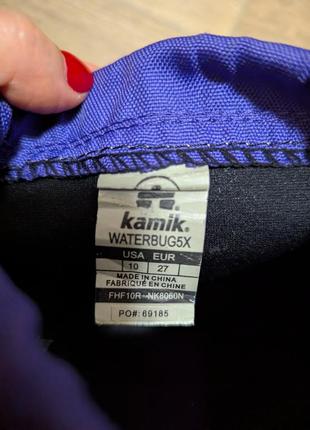 kamik
WATERBUG5X
USA EUR
10 27
MADE IN CHINA
FABRIQUÉ EN CHINE
FHF10R -NK8060N
PO#: 69185